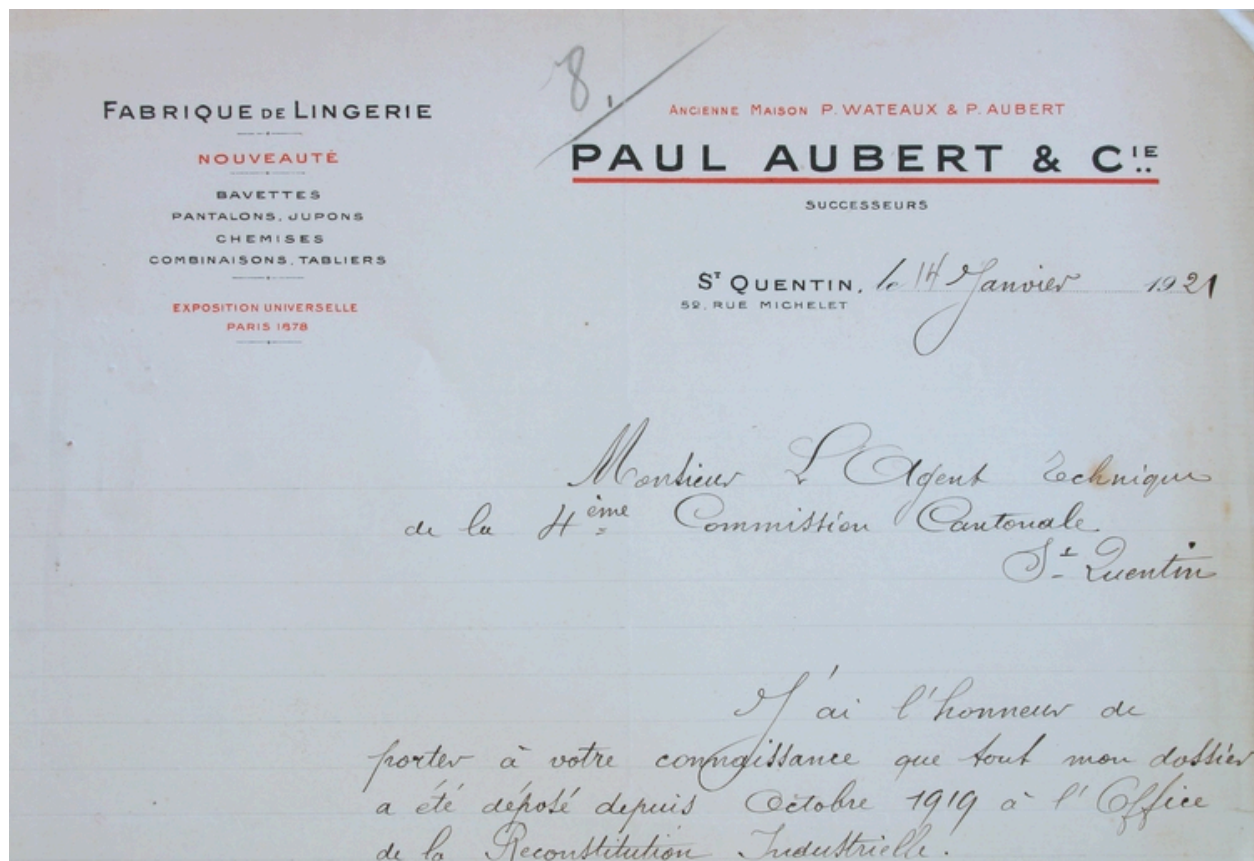 8.
FABRIQUE DE LINGERIE
NOUVEAUTÉ
BAVETTES
PANTALONS, JUPONS
CHEMISES
COMBINAISONS, TABLIERS
EXPOSITION UNIVERSELLE
PARIS 1878
ANCIENNE MAISON P. WATEAUX & P. AUBERT
PAUL AUBERT & CIE
SUCCESSEURS
ST QUENTIN, le 14 Janvier 1921
52, RUE MICHELET
Monsieur L'Agent technique
de la 4ème Commission Cantonale
St Quentin
J'ai l'honneur de
porter à votre connaissance que tout mon dossier
a été déposé depuis Octobre 1919 à l'Office
de la Reconstitution Industrielle.